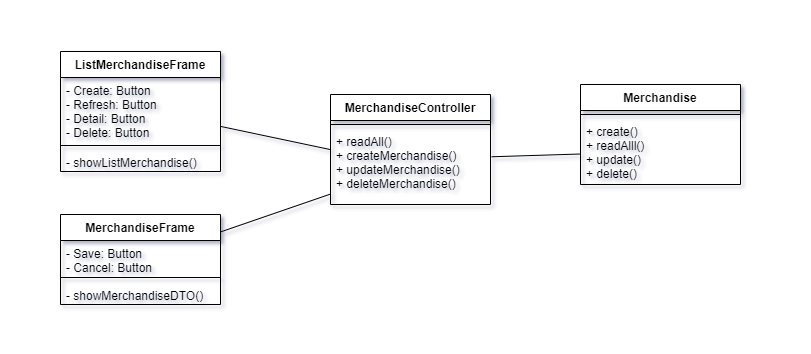 ListMerchandiseFrame
- Create: Button
- Refresh: Button
- Detail: Button
- Delete: Button
- showListMerchandise()
MerchandiseFrame
- Save: Button
- Cancel: Button
- showMerchandiseDTO()
MerchandiseController
+ readAll()
+ createMerchandise()
+ updateMerchandise()
+ deleteMerchandise()
Merchandise
+ create()
+ readAlll()
+ update()
+ delete()